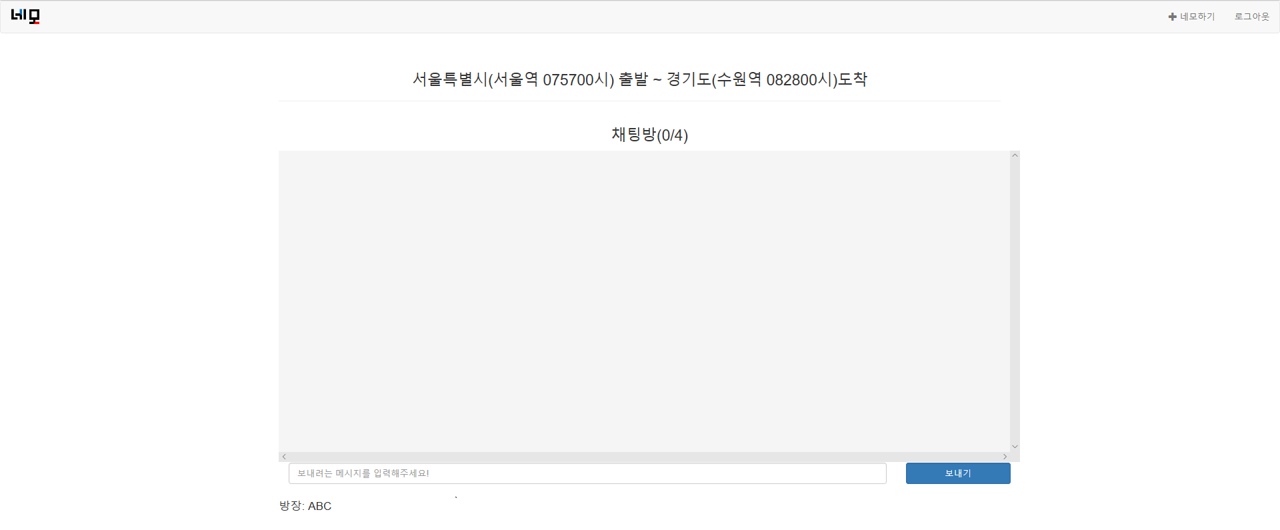 네모
네모하기
로그아웃
서울특별시(서울역 075700시) 출발 ~ 경기도(수원역 082800시)도착
채팅방(0/4)
보내려는 메시지를 입력해주세요!
보내기
방장: ABC